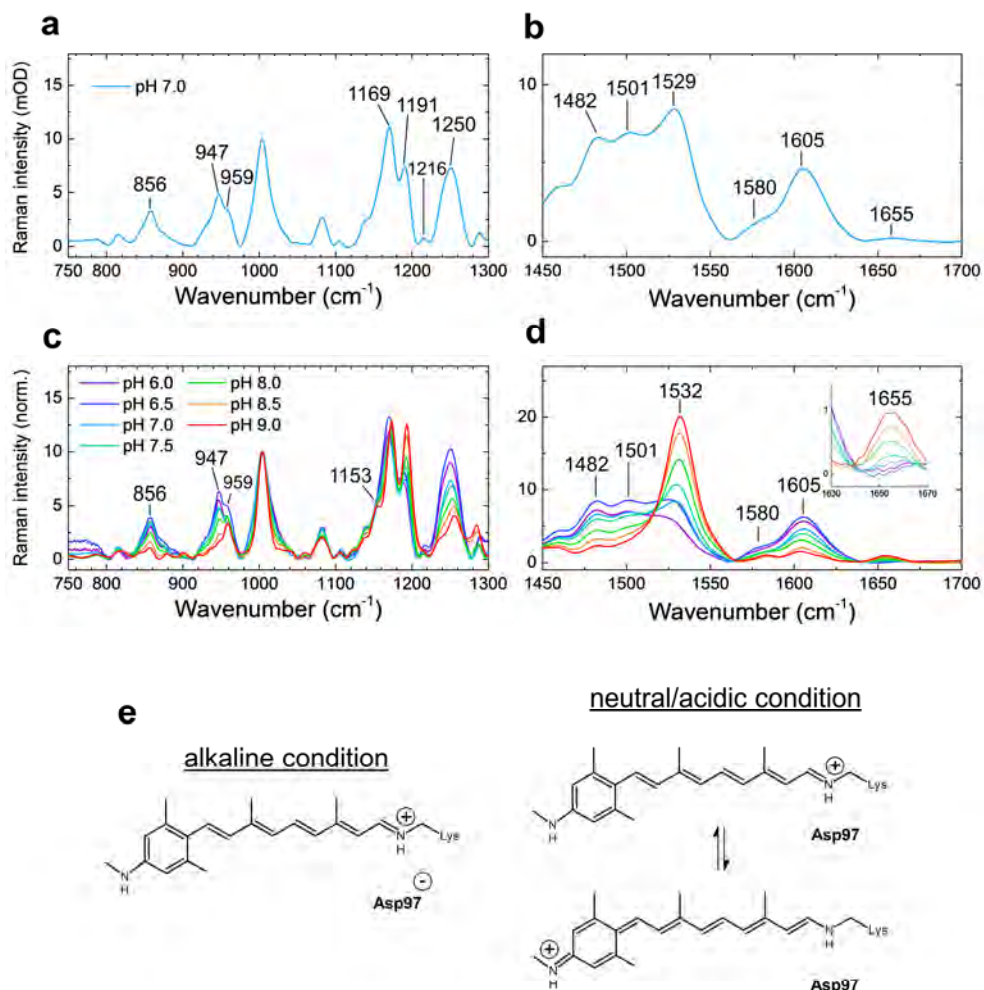 a
b
Raman intensity (mOD)
15
10
5
0
pH 7.0
856
947
959
1169
1191
1216
1250
750 800 900 1000 1100 1200 1300
Wavenumber (cm-1)
10
0
1482
1501
1529
1580
1605
1655
1450 1500 1550 1600 1650 1700
Wavenumber (cm-1)
c
d
Raman intensity (norm.)
15
10
5
0
pH 6.0 pH 8.0
pH 6.5 pH 8.5
pH 7.0 pH 9.0
pH 7.5
856
947
959
1153
750 800 900 1000 1100 1200 1300
Wavenumber (cm-1)
20
10
0
1482
1501
1532
1580
1605
1655
1
0
1630 1650 1670
1450 1500 1550 1600 1650 1700
Wavenumber (cm-1)
e
alkaline condition
N
H
+
N
H
Lys
-
Asp97
neutral/acidic condition
N
H
+
N
H
Lys
Asp97
+
N
H
N
H
Lys
Asp97